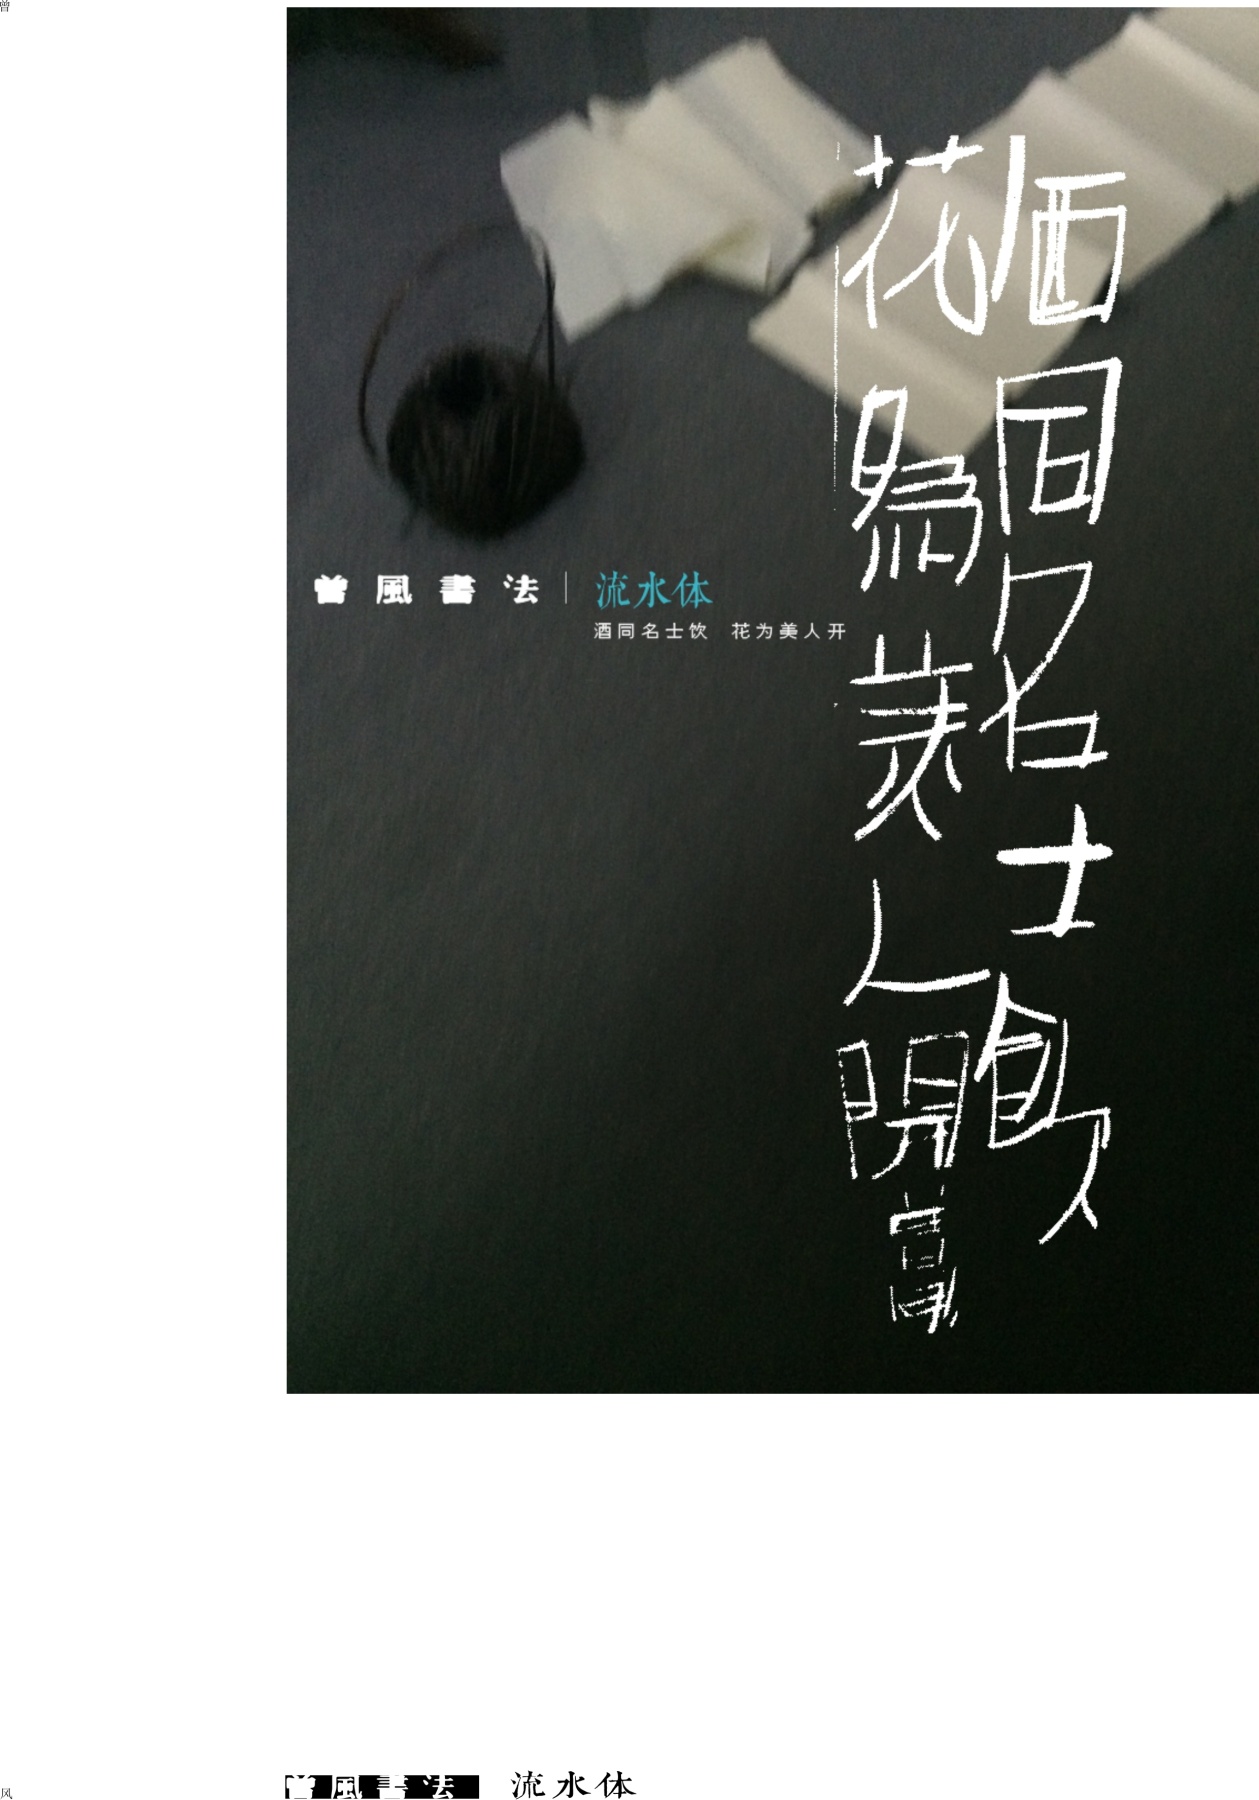 曾
酒同名士飲
花為美人開
曾風書法 | 流水体
酒同名士饮 花为美人开
风
曾風書法 流水体